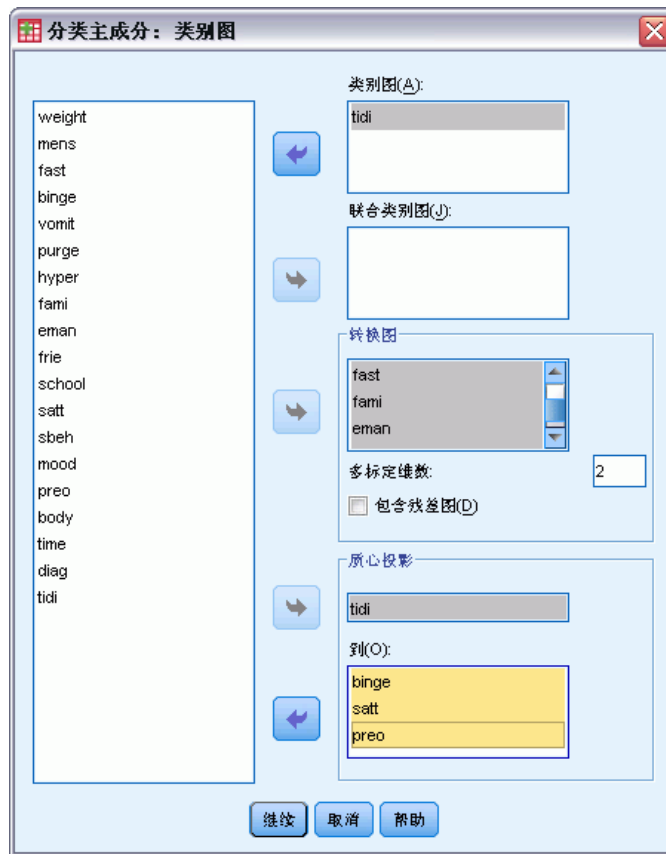 分类主成分：类别图
类别图(A):
weight
mens
fast
binge
vomit
purge
hyper
fami
eman
frie
school
satt
sbeh
mood
preo
body
time
diag
tidi
tidi
联合类别图(J):
转换图
fast
fami
eman
多标定维数:
2
包含残差图(D)
质心投影
tidi
到(O):
binge
satt
preo
继续
取消
帮助